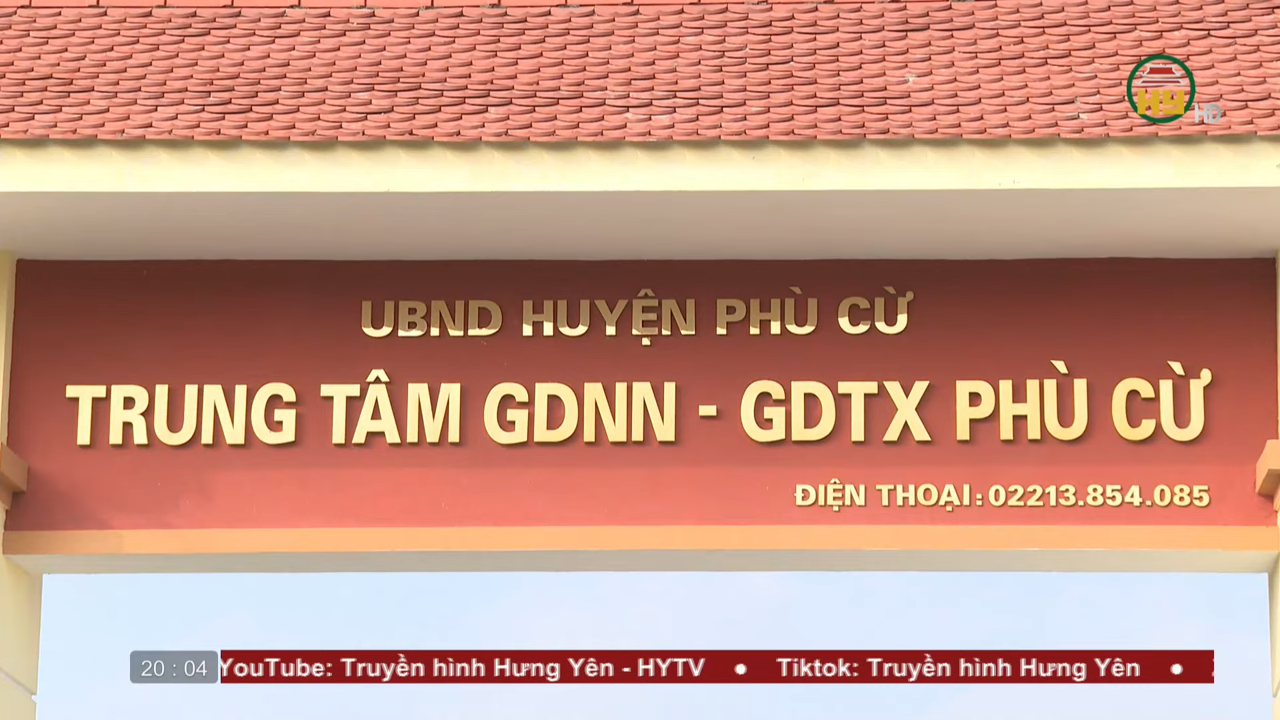 HY HD
UBND HUYỆN PHÙ CỪ
TRUNG TÂM GDNN - GDTX PHÙ CỪ
ĐIỆN THOẠI: 02213.854.085
20 : 04 YouTube: Truyền hình Hưng Yên - HYTV • Tiktok: Truyền hình Hưng Yên •